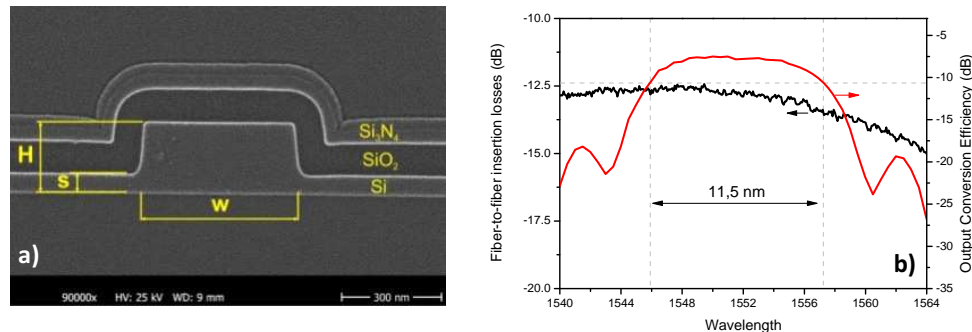 H
S
W
Si₃N₄
SiO₂
Si
a)
90000x HV: 25 kV WD: 9 mm 300 nm
Fiber-to-fiber insertion losses (dB)
-10.0
-12.5
-15.0
-17.5
-20.0
1540 1544 1548 1552 1556 1560 1564
Wavelength
11,5 nm
b)
-5
-10
-15
-20
-25
-30
-35
Output Conversion Efficiency (dB)